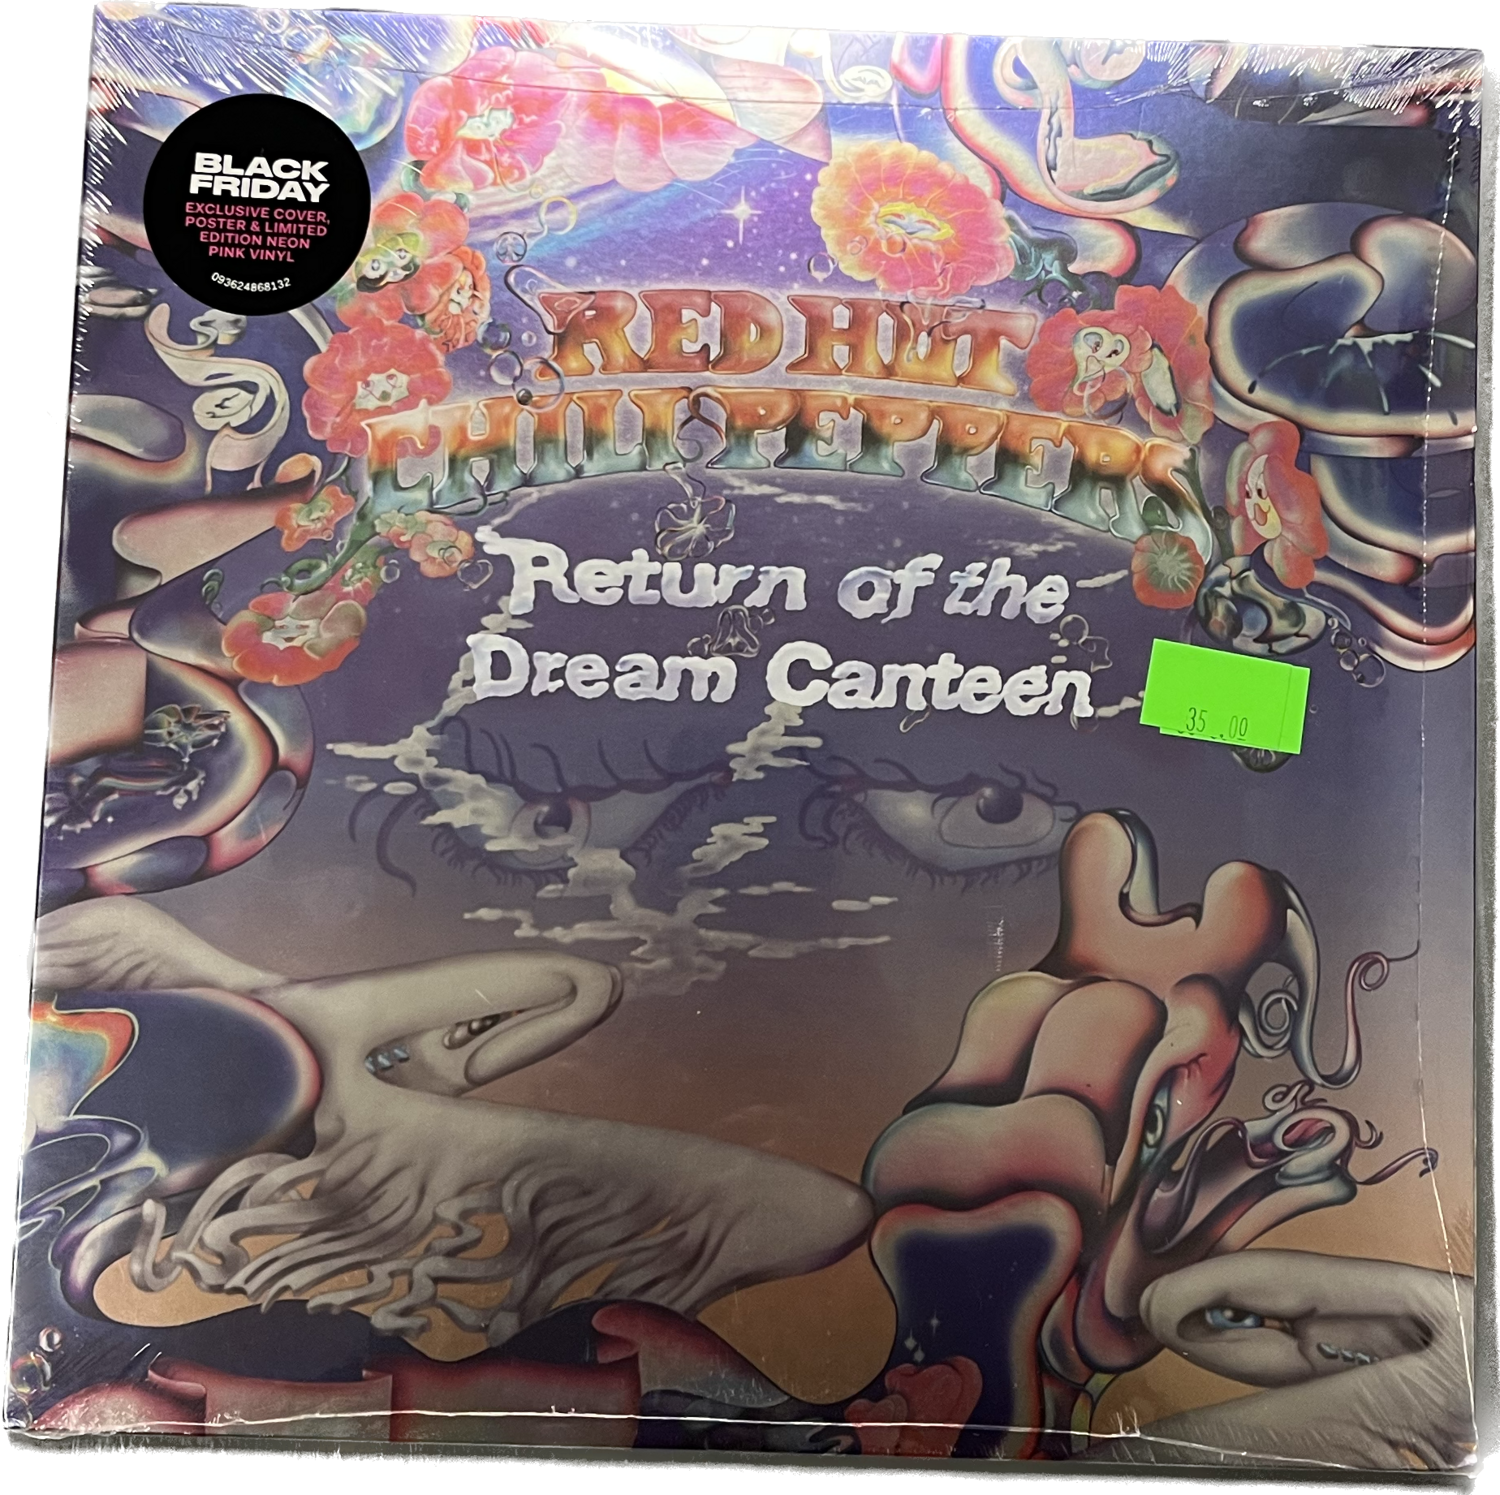 BLACK
FRIDAY
EXCLUSIVE COVER,
POSTER & LIMITED
EDITION NEON
PINK VINYL
093624868132
RED HOT
CHILI PEPPERS
Return of the
Dream Canteen
35.00